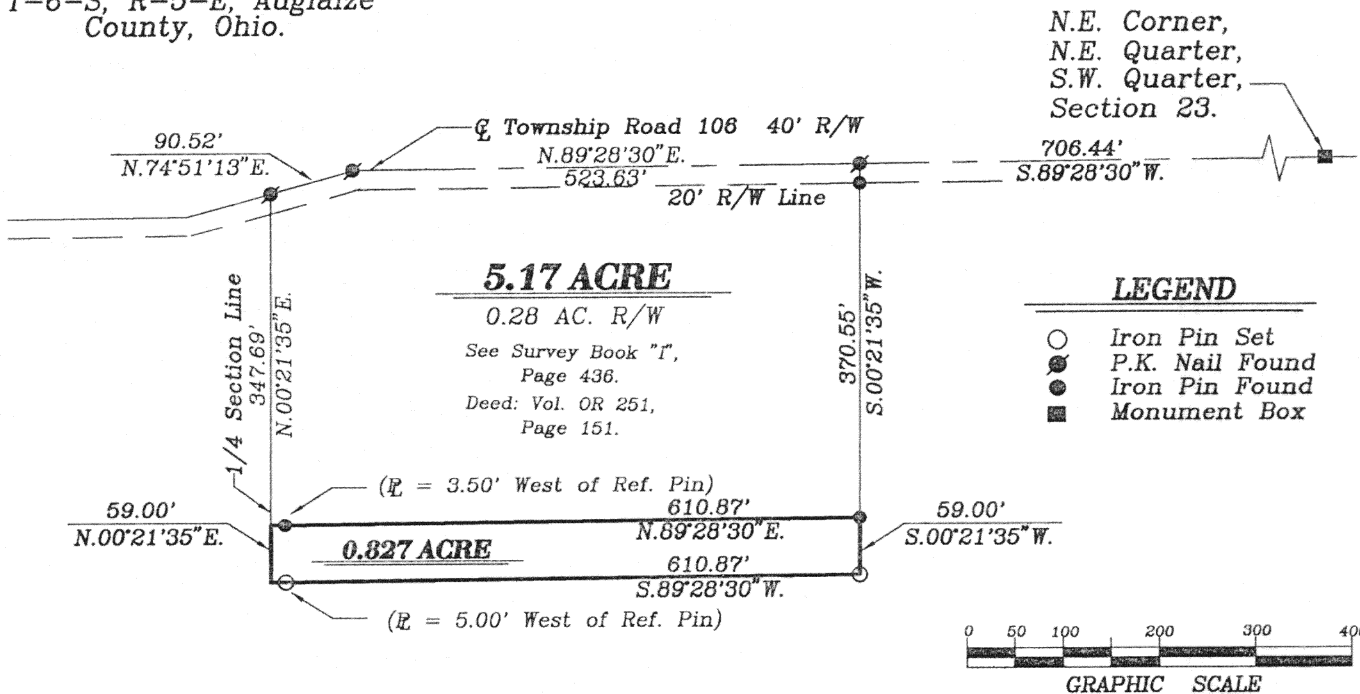 T-6-S, R-5-E, Auglaize
County, Ohio.
N.E. Corner,
N.E. Quarter,
S.W. Quarter,
Section 23.
90.52'
N.74°51'13"E.
℄ Township Road 106 40' R/W
N.89°28'30"E.
523.63'
20' R/W Line
706.44'
S.89°28'30"W.
1/4 Section Line
347.69'
N.00°21'35"E.
5.17 ACRE
0.28 AC. R/W
See Survey Book "I",
Page 436.
Deed: Vol. OR 251,
Page 151.
370.55'
S.00°21'35"W.
LEGEND
Iron Pin Set
P.K. Nail Found
Iron Pin Found
Monument Box
(PL = 3.50' West of Ref. Pin)
59.00'
N.00°21'35"E.
610.87'
N.89°28'30"E.
59.00'
S.00°21'35"W.
0.827 ACRE
610.87'
S.89°28'30"W.
(PL = 5.00' West of Ref. Pin)
0 50 100 200 300
GRAPHIC SCALE